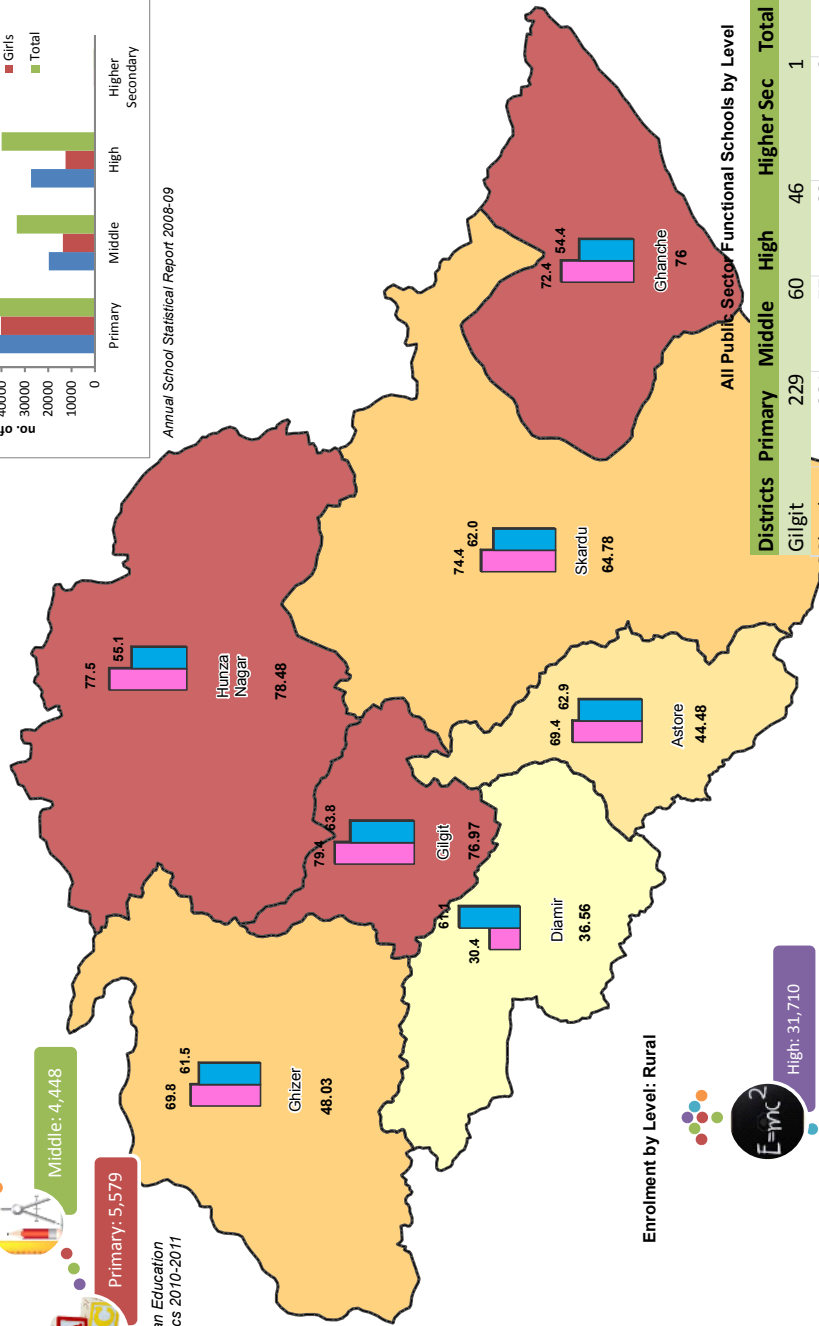 Girls
Total
no. of
40000
30000
20000
10000
0
Primary
Middle
High
Higher
Secondary
Annual School Statistical Report 2008-09
Middle: 4,448
Primary: 5,579
an Education
cs 2010-2011
77.5
55.1
Hunza
Nagar
78.48
69.8
61.5
Ghizer
48.03
79.4
63.8
Gilgit
76.97
74.4
62.0
Skardu
64.78
72.4
54.4
Ghanche
76
30.4
61.1
Diamir
36.56
69.4
62.9
Astore
44.48
Enrolment by Level: Rural
E=mc2
High: 31,710
All Public Sector Functional Schools by Level
Districts Primary Middle High Higher Sec Total
Gilgit 229 60 46 1